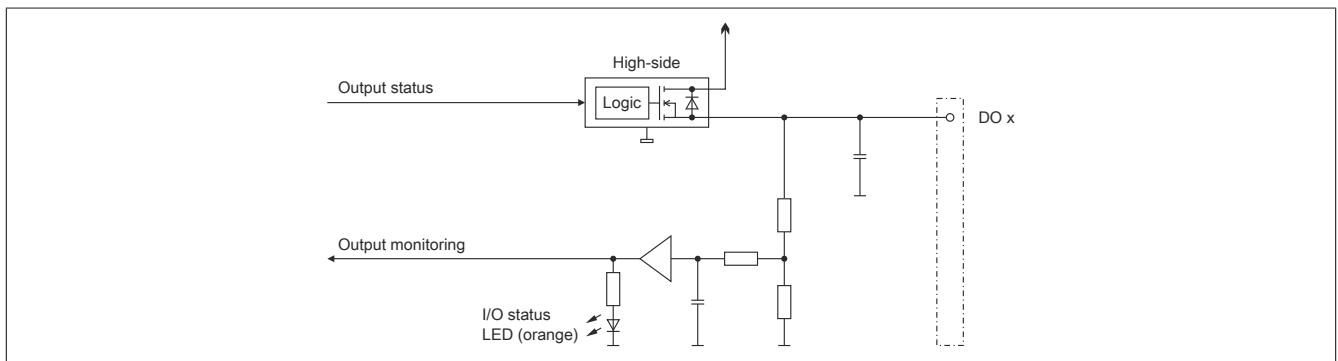 High-side
Output status
Logic
DO x
Output monitoring
I/O status
LED (orange)